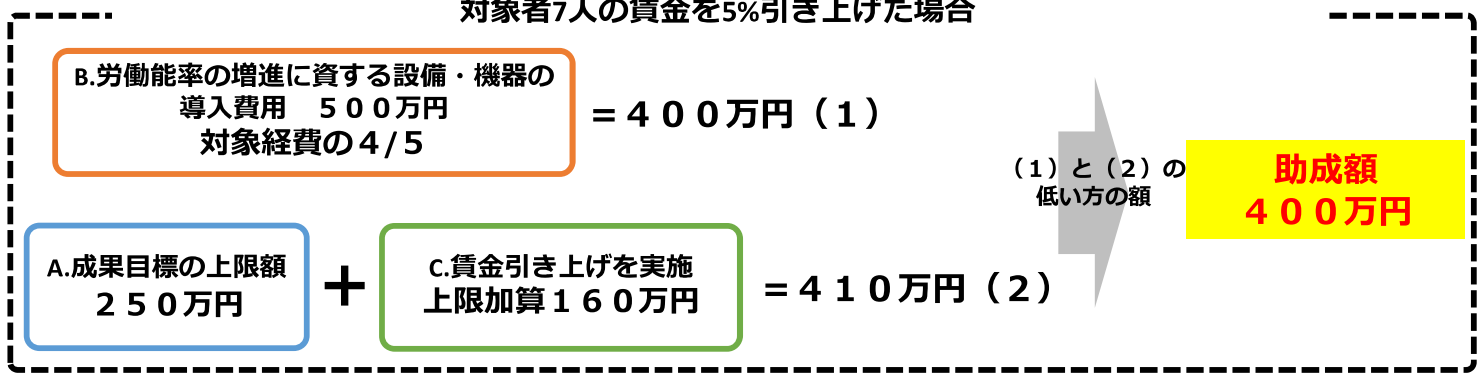 対象者7人の賃金を5%引き上げた場合
B.労働能率の増進に資する設備・機器の
導入費用　５００万円
対象経費の４/５
＝４００万円（１）
A.成果目標の上限額
２５０万円
＋
C.賃金引き上げを実施
上限加算１６０万円
＝４１０万円（２）
（１）と（２）の
低い方の額
助成額
４００万円